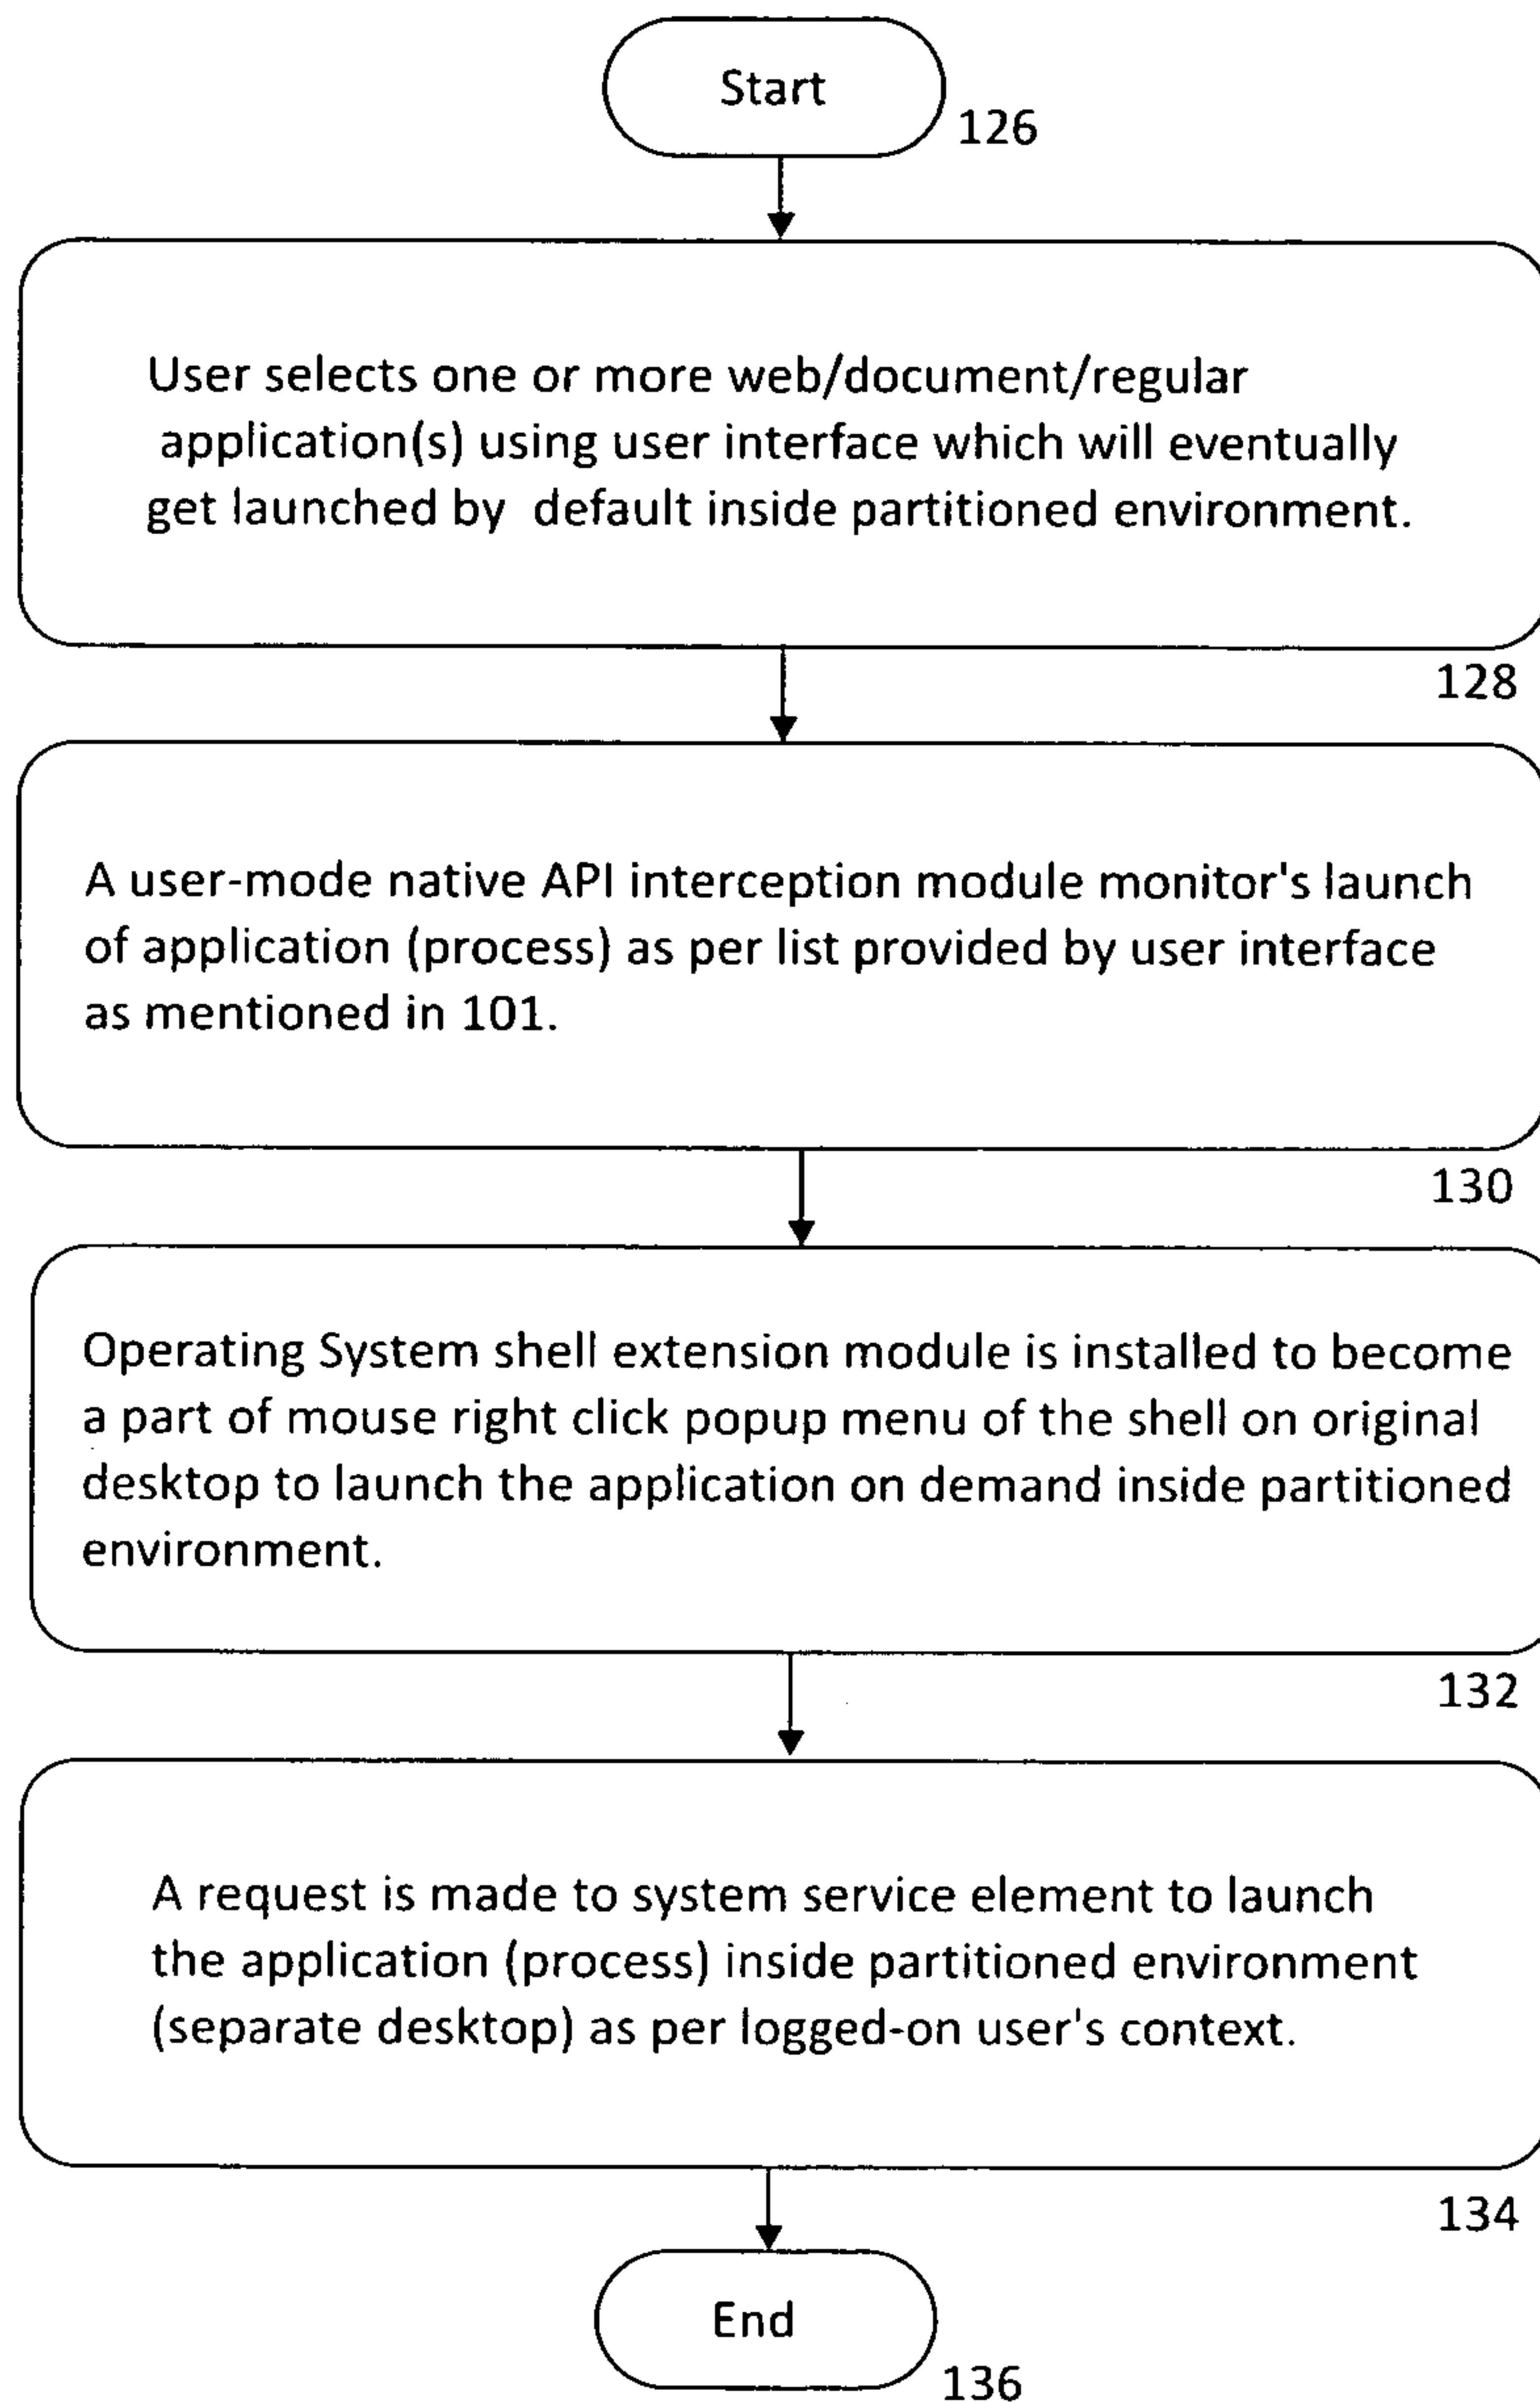 Start
126
User selects one or more web/document/regular
application(s) using user interface which will eventually
get launched by default inside partitioned environment.
128
A user-mode native API interception module monitor's launch
of application (process) as per list provided by user interface
as mentioned in 101.
130
Operating System shell extension module is installed to become
a part of mouse right click popup menu of the shell on original
desktop to launch the application on demand inside partitioned
environment.
132
A request is made to system service element to launch
the application (process) inside partitioned environment
(separate desktop) as per logged-on user's context.
134
End
136